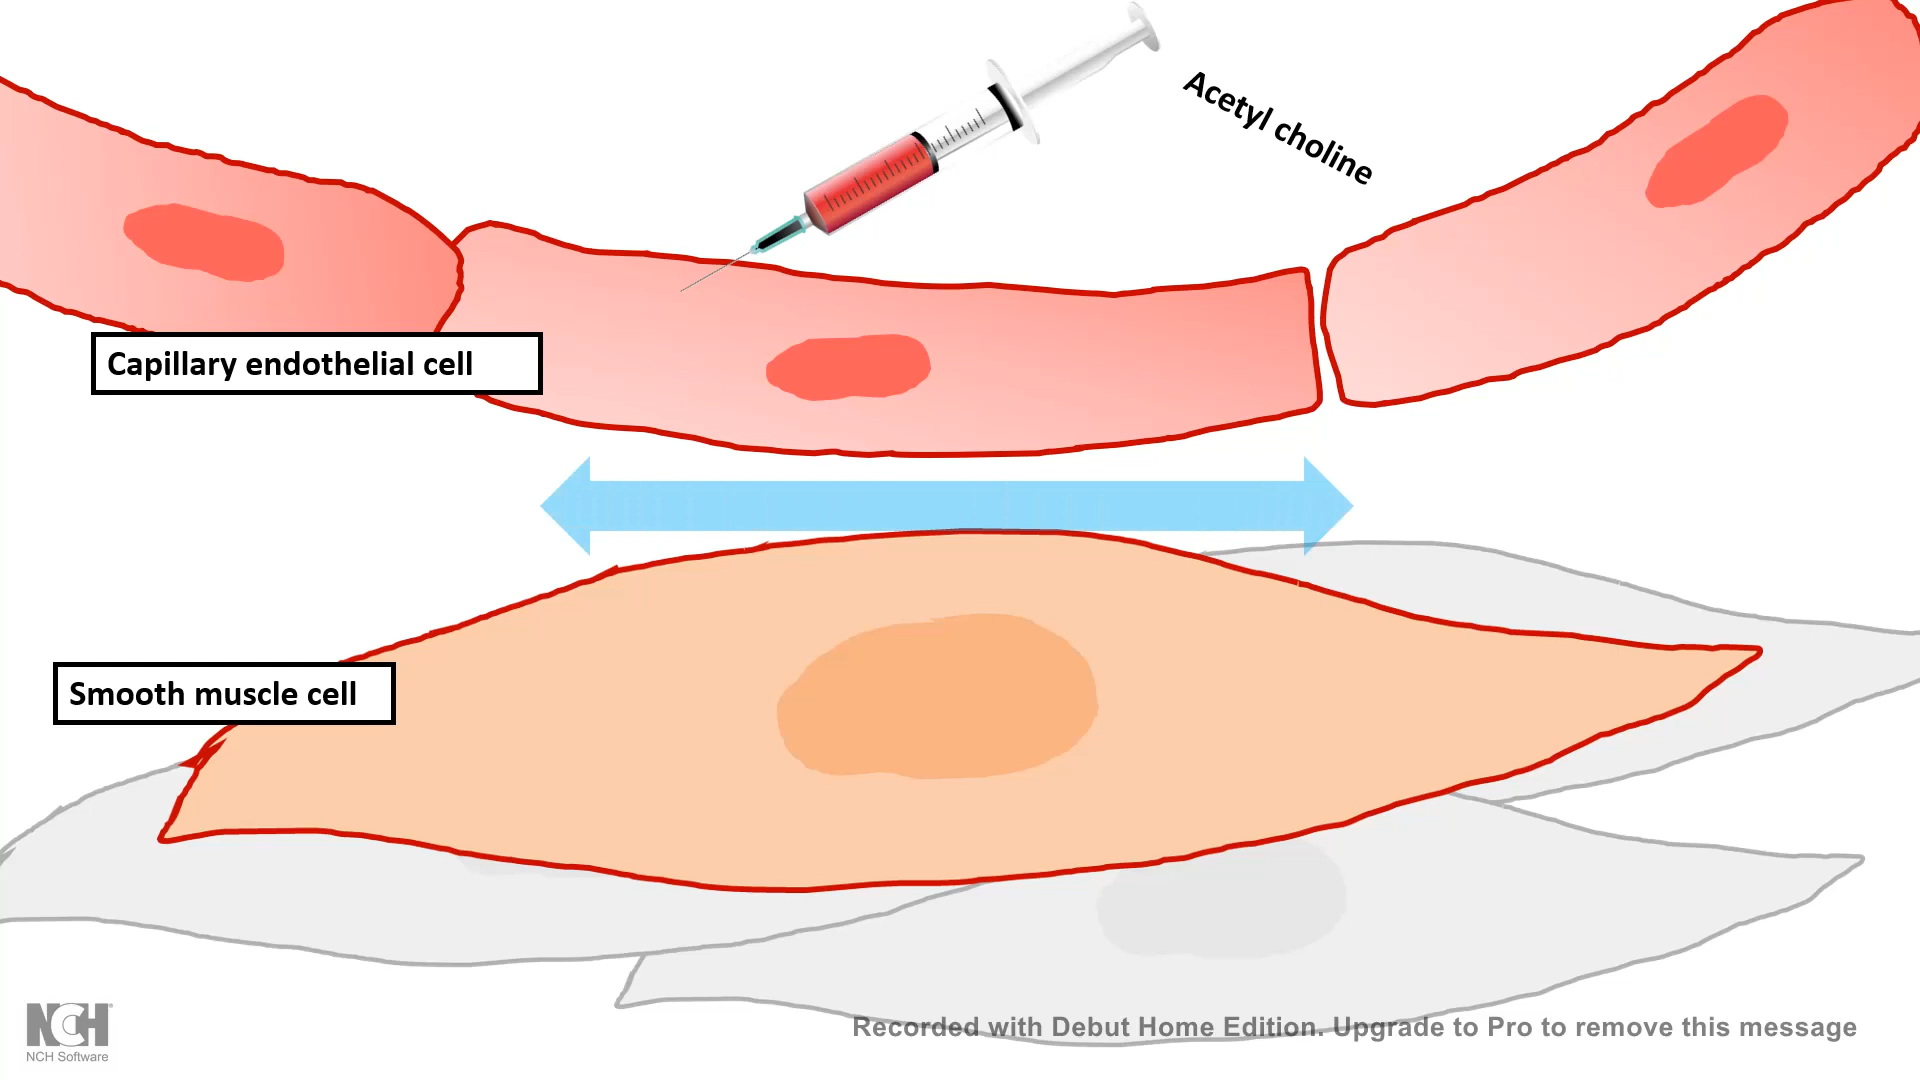 Acetyl choline
Capillary endothelial cell
Smooth muscle cell
NCH
NCH Software
Recorded with Debut Home Edition. Upgrade to Pro to remove this message